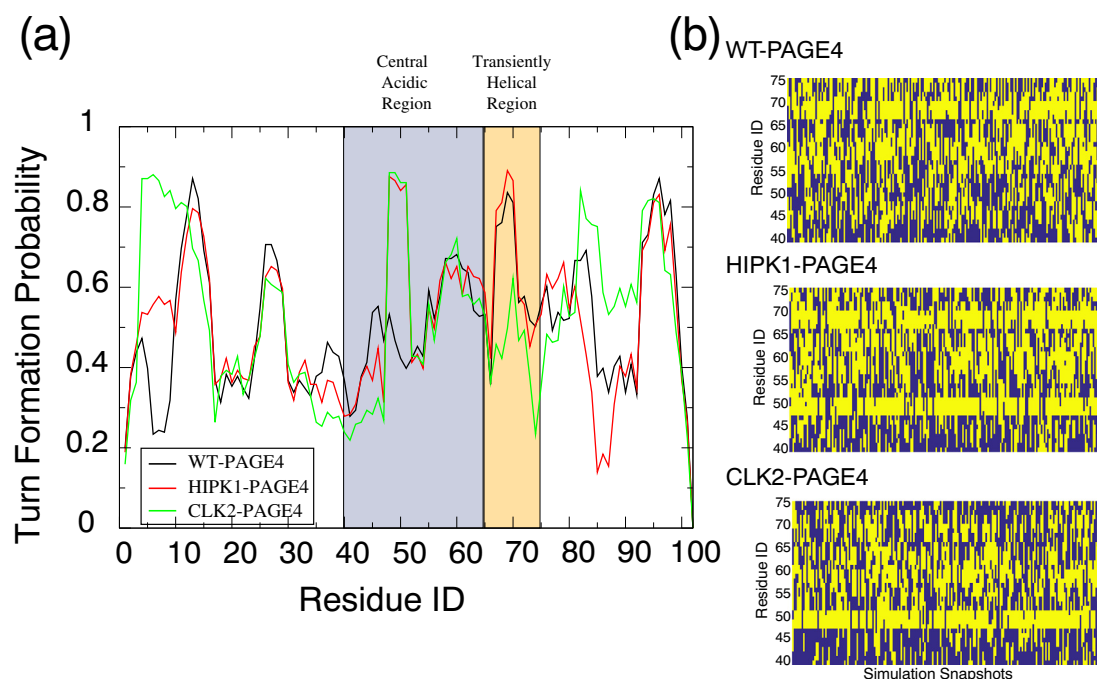 (a)
Central
Acidic
Region
Transiently
Helical
Region
1
0.8
0.6
0.4
0.2
0
Turn Formation Probability
WT-PAGE4
HIPK1-PAGE4
CLK2-PAGE4
0 10 20 30 40 50 60 70 80 90 100
Residue ID
(b)
WT-PAGE4
75
70
65
60
55
50
45
40
Residue ID
HIPK1-PAGE4
75
70
65
60
55
50
45
40
Residue ID
CLK2-PAGE4
75
70
65
60
55
50
45
40
Residue ID
Simulation Snapshots